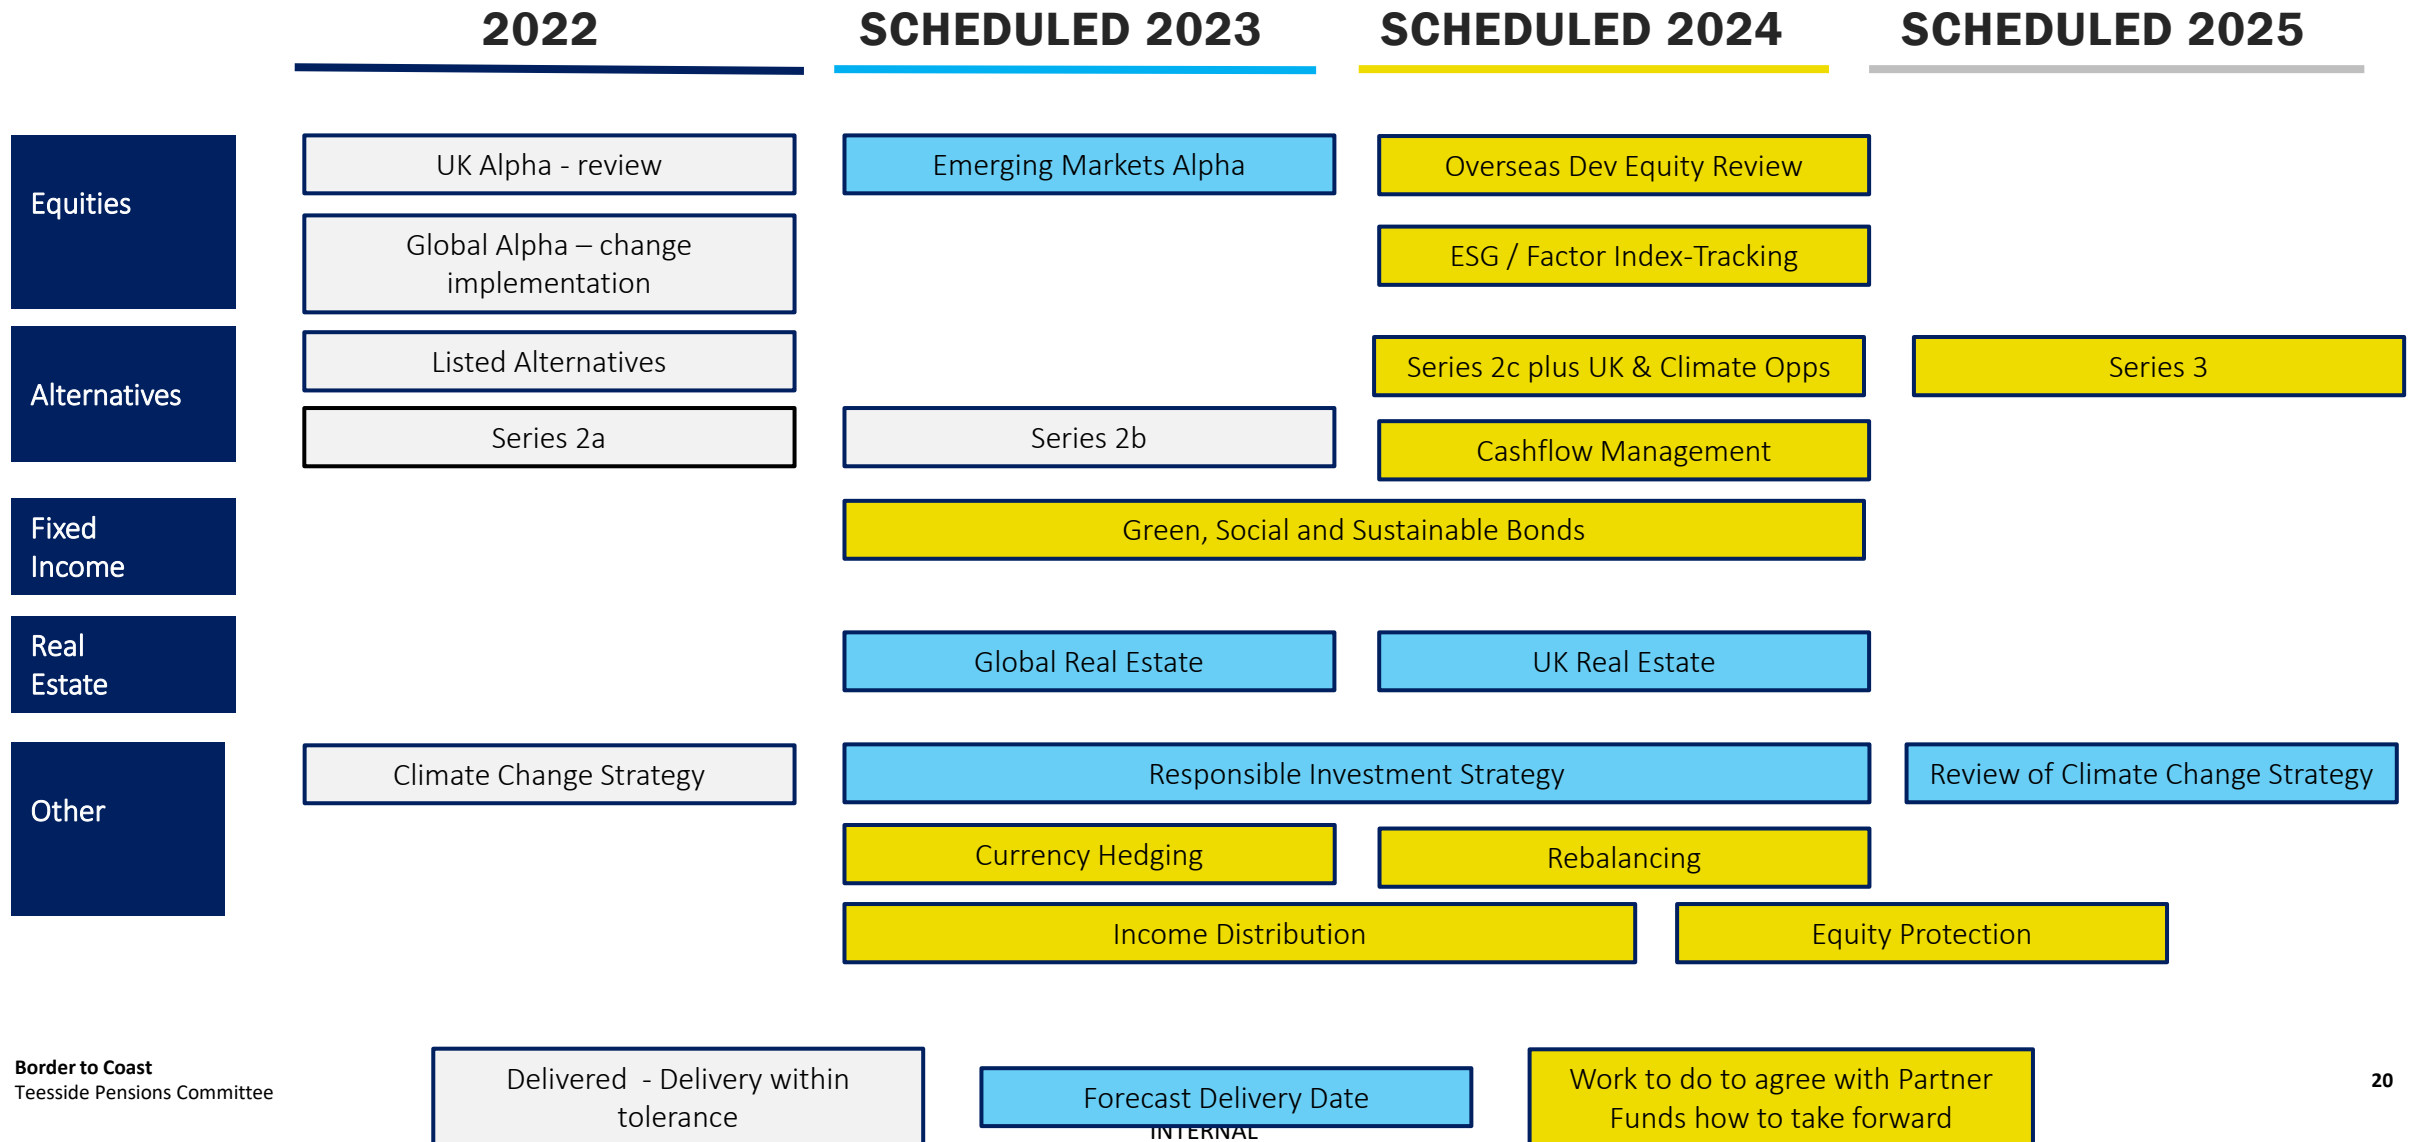 2022
SCHEDULED 2023
SCHEDULED 2024
SCHEDULED 2025
Equities
UK Alpha - review
Emerging Markets Alpha
Overseas Dev Equity Review
Global Alpha – change
implementation
ESG / Factor Index-Tracking
Alternatives
Listed Alternatives
Series 2c plus UK & Climate Opps
Series 3
Series 2a
Series 2b
Cashflow Management
Fixed
Income
Green, Social and Sustainable Bonds
Real
Estate
Global Real Estate
UK Real Estate
Other
Climate Change Strategy
Responsible Investment Strategy
Review of Climate Change Strategy
Currency Hedging
Rebalancing
Income Distribution
Equity Protection
Border to Coast
Teesside Pensions Committee
Delivered - Delivery within
tolerance
Forecast Delivery Date
INTERNAL
Work to do to agree with Partner
Funds how to take forward
20